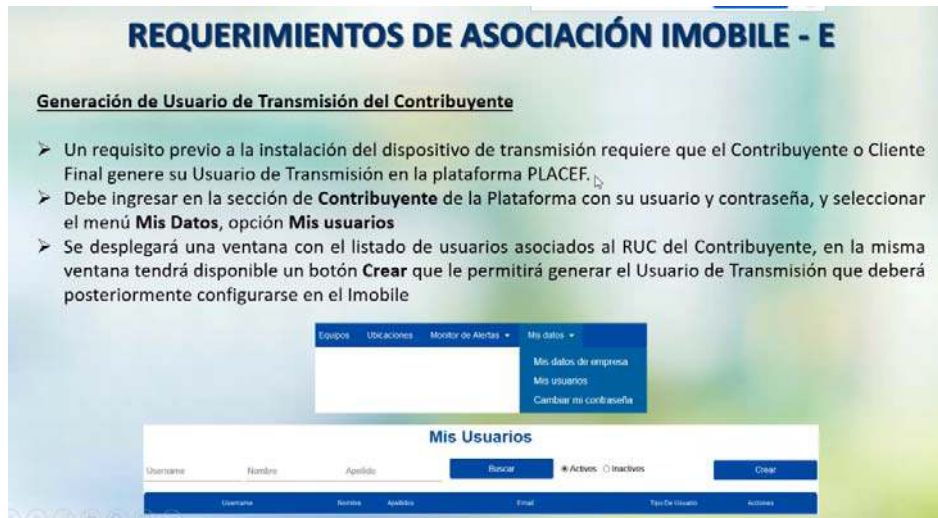 REQUERIMIENTOS DE ASOCIACIÓN IMOBILE - E
Generación de Usuario de Transmisión del Contribuyente
➢ Un requisito previo a la instalación del dispositivo de transmisión requiere que el Contribuyente o Cliente
Final genere su Usuario de Transmisión en la plataforma PLACEF.
➢ Debe ingresar en la sección de Contribuyente de la Plataforma con su usuario y contraseña, y seleccionar
el menú Mis Datos, opción Mis usuarios
➢ Se desplegará una ventana con el listado de usuarios asociados al RUC del Contribuyente, en la misma
ventana tendrá disponible un botón Crear que le permitirá generar el Usuario de Transmisión que deberá
posteriormente configurarse en el Imobile
Equipos Ubicaciones Monitor de Alertas Mis datos
Mis datos de empresa
Mis usuarios
Cambiar mi contraseña
Mis Usuarios
Username Nombre Apellido Buscar Activos Inactivos Crear
Username Nombre Apellidos Email Tipo De Usuario Acciones